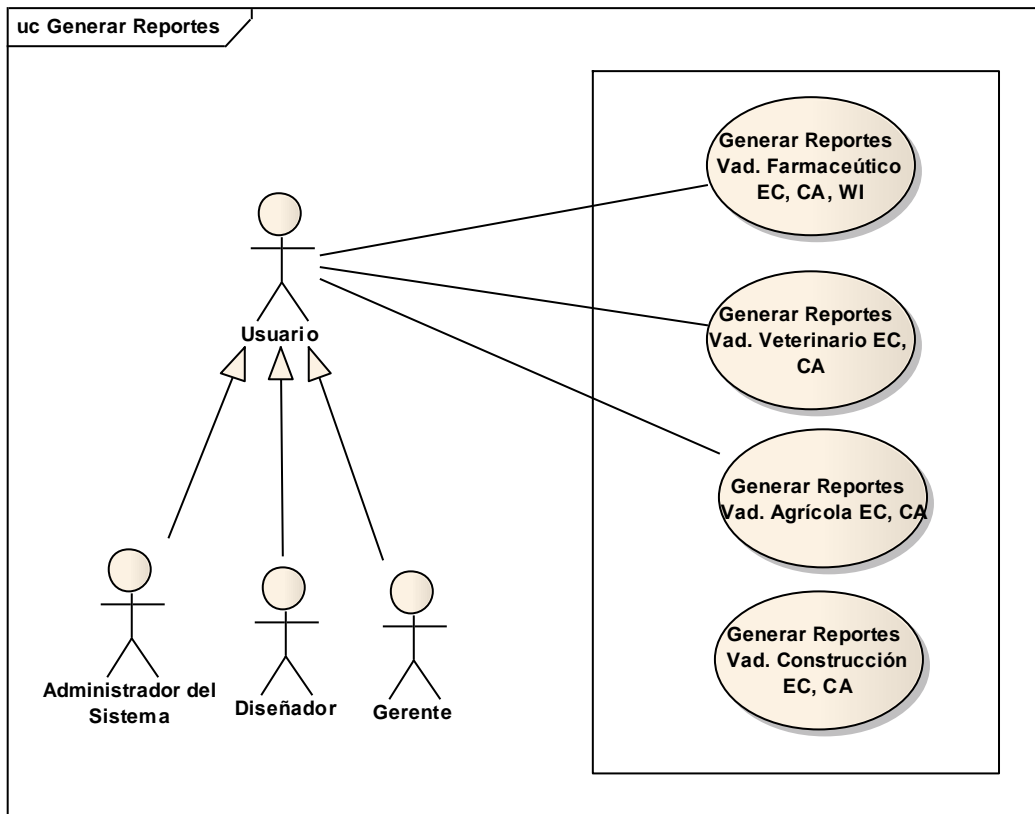 uc Generar Reportes
Generar Reportes
Vad. Farmaceútico
EC, CA, WI
Generar Reportes
Vad. Veterinario EC,
CA
Usuario
Generar Reportes
Vad. Agrícola EC, CA
Generar Reportes
Vad. Construcción
EC, CA
Administrador del
Sistema
Diseñador
Gerente